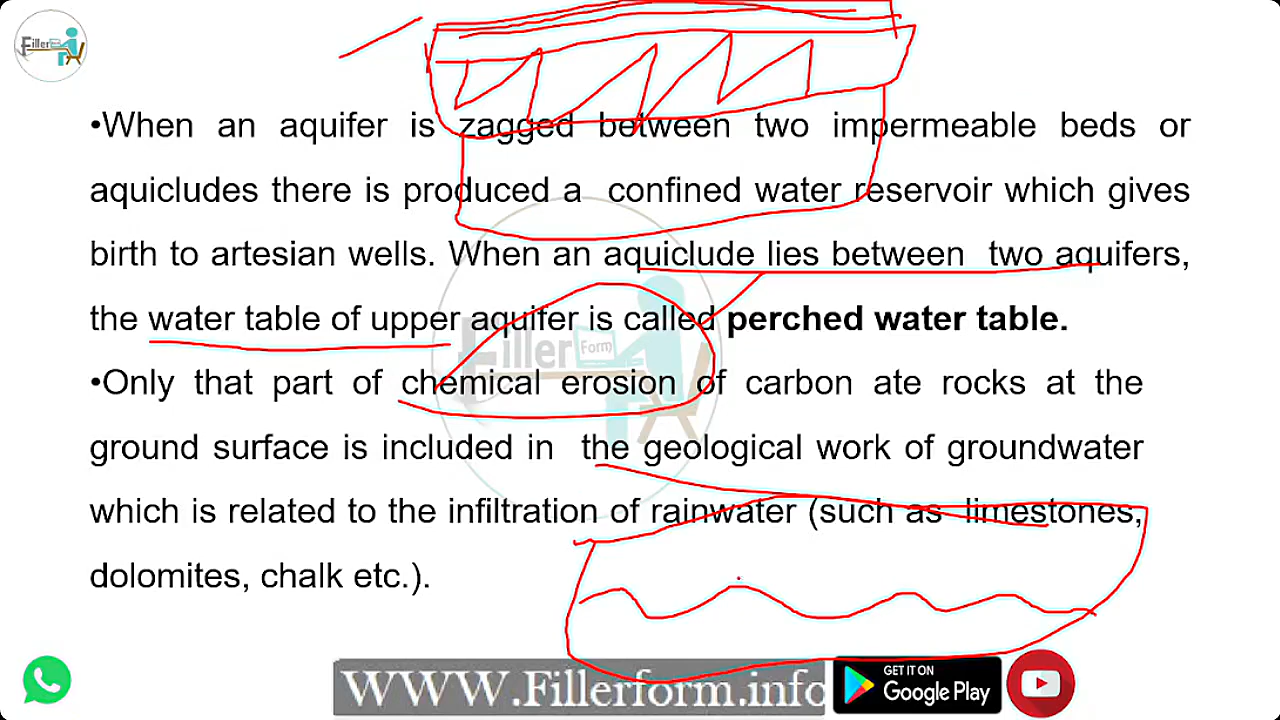 Filler
•When an aquifer is zagged between two impermeable beds or
aquicludes there is produced a confined water reservoir which gives
birth to artesian wells. When an aquiclude lies between two aquifers,
the water table of upper aquifer is called perched water table.
Filler Form
•Only that part of chemical erosion of carbon ate rocks at the
ground surface is included in the geological work of groundwater
which is related to the infiltration of rainwater (such as limestones,
dolomites, chalk etc.).
WWW.Fillerform.info
GET IT ON
Google Play